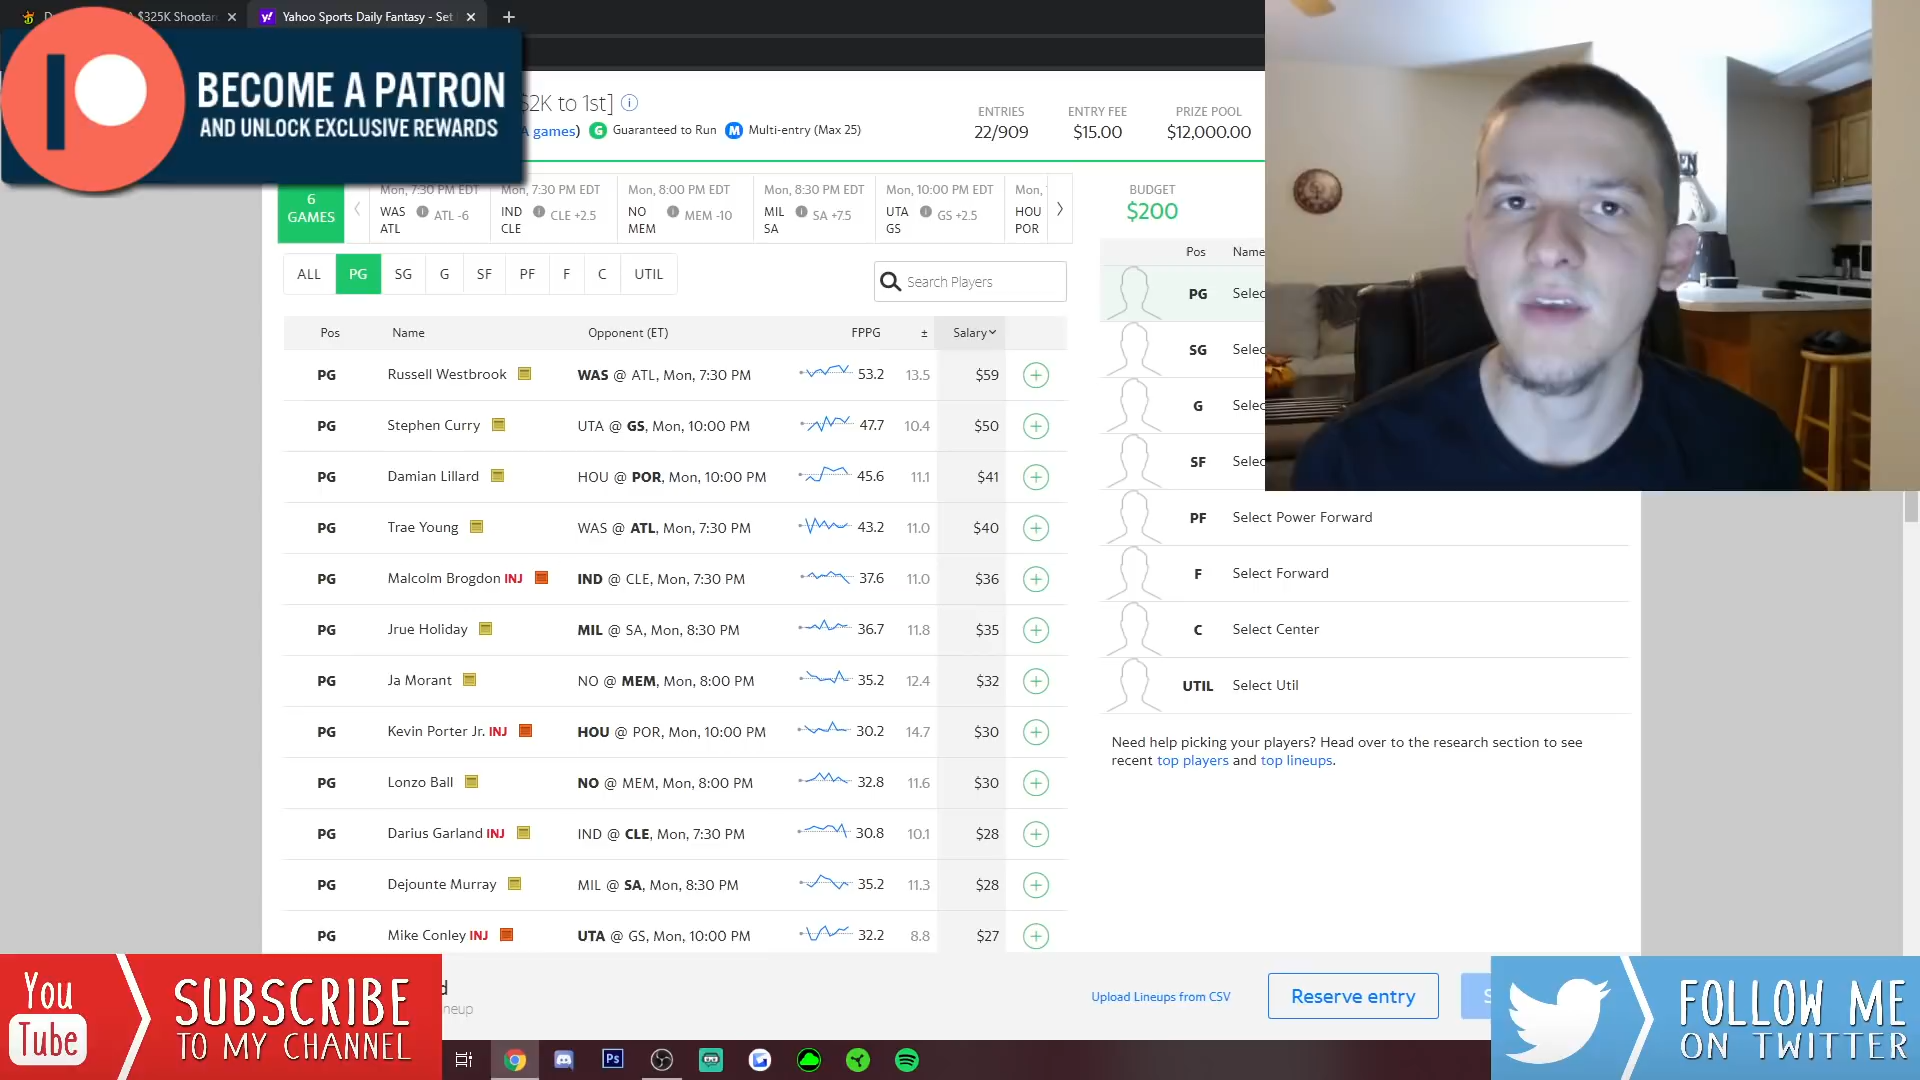 $325K Shootar
Yahoo Sports Daily Fantasy - Set
BECOME A PATRON
AND UNLOCK EXCLUSIVE REWARDS
$2K to 1st]
games) G Guaranteed to Run M Multi-entry (Max 25)
ENTRIES
22/909
ENTRY FEE
$15.00
PRIZE POOL
$12,000.00
6
GAMES
Mon, 7:30 PM EDT
WAS ATL -6
ATL
Mon, 7:30 PM EDT
IND CLE +2.5
CLE
Mon, 8:00 PM EDT
NO MEM -10
MEM
Mon, 8:30 PM EDT
MIL SA +7.5
SA
Mon, 10:00 PM EDT
UTA GS +2.5
GS
Mon,
HOU
POR
BUDGET
$200
ALL PG SG G SF PF F C UTIL
Search Players
Pos Name Opponent (ET) FPPG ± Salary
PG Russell Westbrook WAS @ ATL, Mon, 7:30 PM 53.2 13.5 $59
PG Stephen Curry UTA @ GS, Mon, 10:00 PM 47.7 10.4 $50
PG Damian Lillard HOU @ POR, Mon, 10:00 PM 45.6 11.1 $41
PG Trae Young WAS @ ATL, Mon, 7:30 PM 43.2 11.0 $40
PG Malcolm Brogdon INJ IND @ CLE, Mon, 7:30 PM 37.6 11.0 $36
PG Jrue Holiday MIL @ SA, Mon, 8:30 PM 36.7 11.8 $35
PG Ja Morant NO @ MEM, Mon, 8:00 PM 35.2 12.4 $32
PG Kevin Porter Jr. INJ HOU @ POR, Mon, 10:00 PM 30.2 14.7 $30
PG Lonzo Ball NO @ MEM, Mon, 8:00 PM 32.8 11.6 $30
PG Darius Garland INJ IND @ CLE, Mon, 7:30 PM 30.8 10.1 $28
PG Dejounte Murray MIL @ SA, Mon, 8:30 PM 35.2 11.3 $28
PG Mike Conley INJ UTA @ GS, Mon, 10:00 PM 32.2 8.8 $27
Pos Name
PG Selec
SG Selec
G Selec
SF Selec
PF Select Power Forward
F Select Forward
C Select Center
UTIL Select Util
Need help picking your players? Head over to the research section to see
recent top players and top lineups.
d
ineup
Upload Lineups from CSV
Reserve entry
S
You
Tube
SUBSCRIBE
TO MY CHANNEL
FOLLOW ME
ON TWITTER
Ps